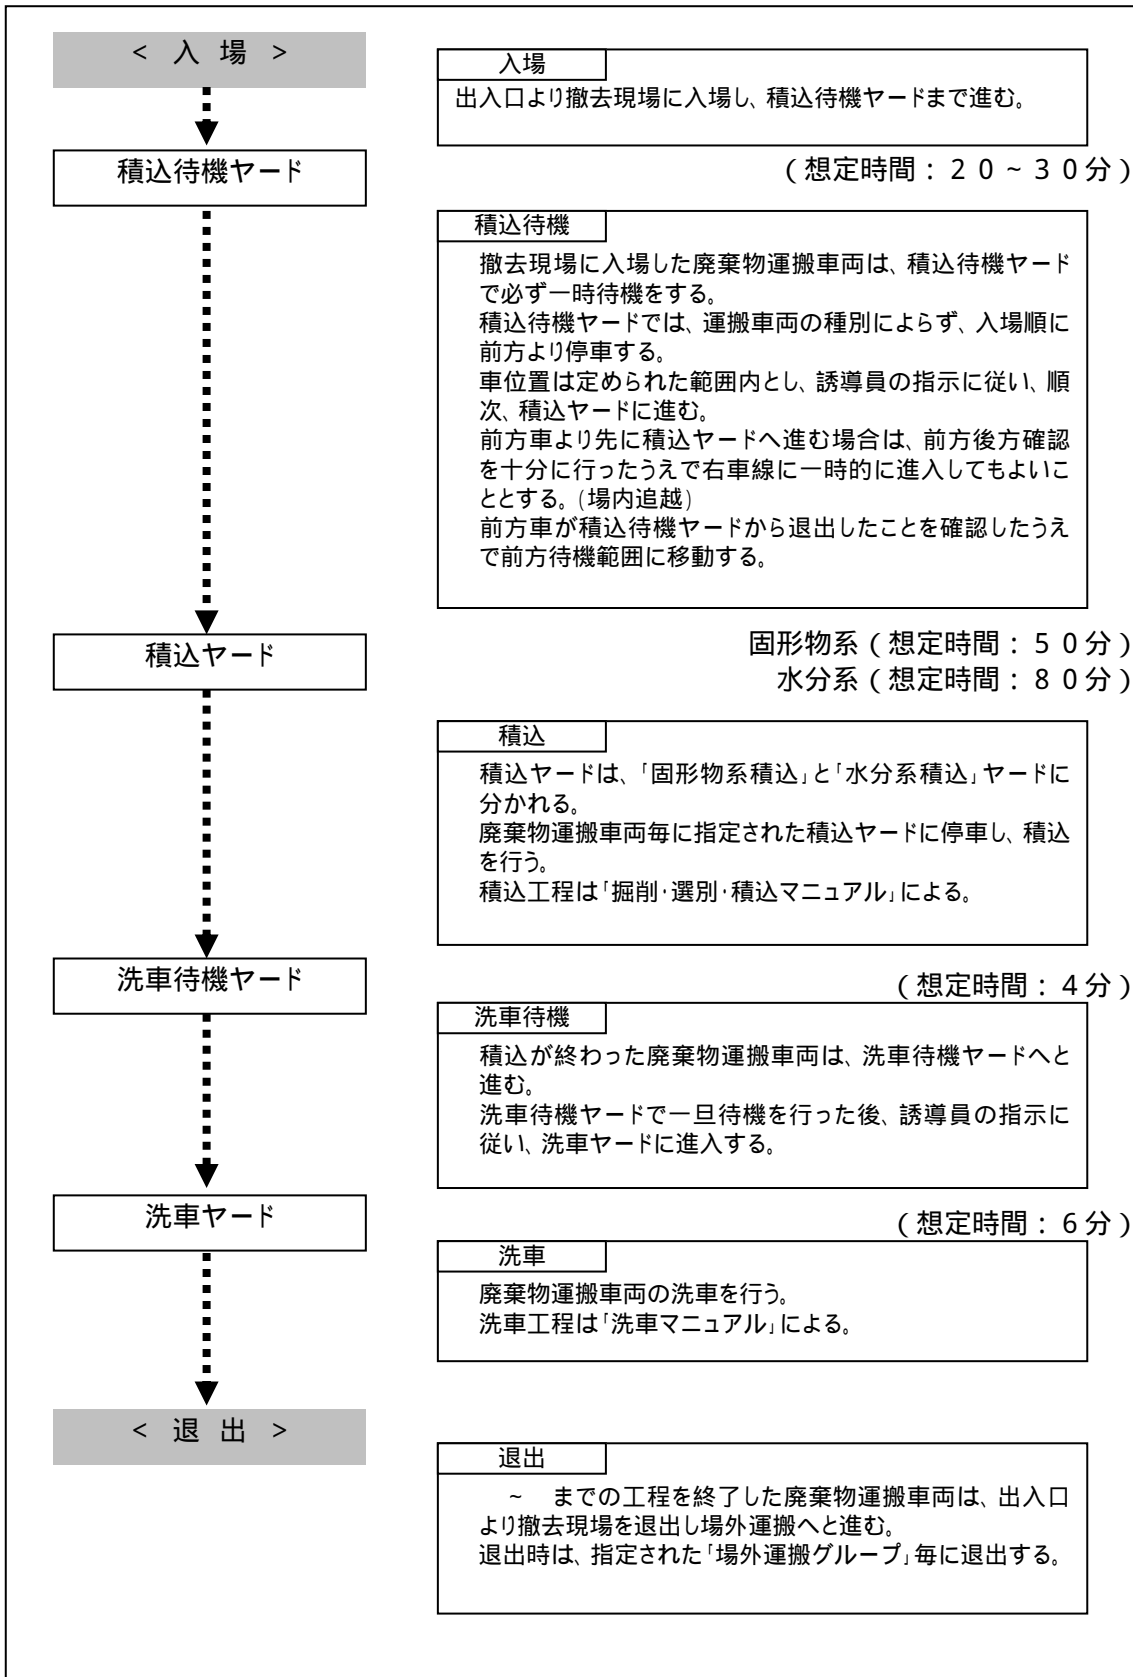 < 入 場 >
入場
出入口より撤去現場に入場し、積込待機ヤードまで進む。
積込待機ヤード
(想定時間：２０～３０分)
積込待機
撤去現場に入場した廃棄物運搬車両は、積込待機ヤード
で必ず一時待機をする。
積込待機ヤードでは、運搬車両の種別によらず、入場順に
前方より停車する。
車位置は定められた範囲内とし、誘導員の指示に従い、順
次、積込ヤードに進む。
前方車より先に積込ヤードへ進む場合は、前方後方確認
を十分に行ったうえで右車線に一時的に進入してもよいこ
ととする。(場内追越)
前方車が積込待機ヤードから退出したことを確認したうえ
で前方待機範囲に移動する。
積込ヤード
固形物系(想定時間：５０分)
水分系(想定時間：８０分)
積込
積込ヤードは、「固形物系積込」と「水分系積込」ヤードに
分かれる。
廃棄物運搬車両毎に指定された積込ヤードに停車し、積込
を行う。
積込工程は「掘削・選別・積込マニュアル」による。
洗車待機ヤード
(想定時間：４分)
洗車待機
積込が終わった廃棄物運搬車両は、洗車待機ヤードへと
進む。
洗車待機ヤードで一旦待機を行った後、誘導員の指示に
従い、洗車ヤードに進入する。
洗車ヤード
(想定時間：６分)
洗車
廃棄物運搬車両の洗車を行う。
洗車工程は「洗車マニュアル」による。
< 退 出 >
退出
～ までの工程を終了した廃棄物運搬車両は、出入口
より撤去現場を退出し場外運搬へと進む。
退出時は、指定された「場外運搬グループ」毎に退出する。